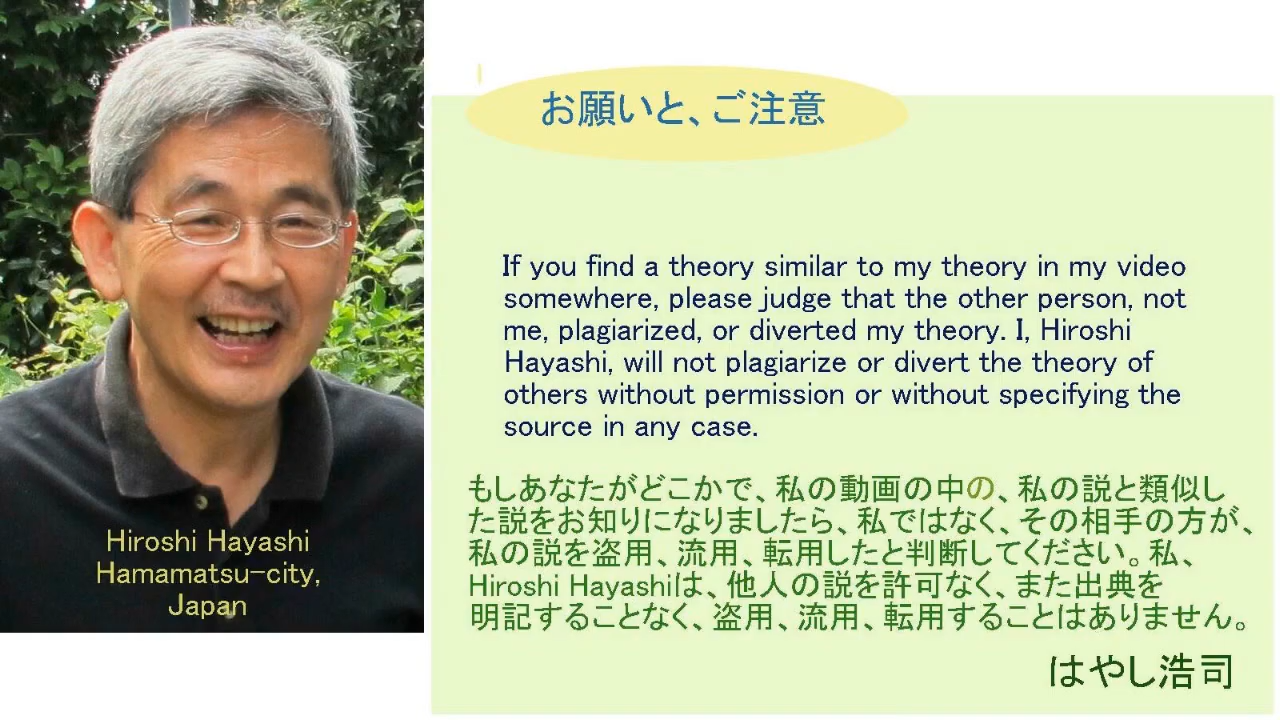 お願いと、ご注意
If you find a theory similar to my theory in my video
somewhere, please judge that the other person, not
me, plagiarized, or diverted my theory. I, Hiroshi
Hayashi, will not plagiarize or divert the theory of
others without permission or without specifying the
source in any case.
もしあなたがどこかで、私の動画の中の、私の説と類似し
た説をお知りになりましたら、私ではなく、その相手の方が、
私の説を盗用、流用、転用したと判断してください。私、
Hiroshi Hayashiは、他人の説を許可なく、また出典を
明記することなく、盗用、流用、転用することはありません。
はやし浩司
Hiroshi Hayashi
Hamamatsu-city,
Japan